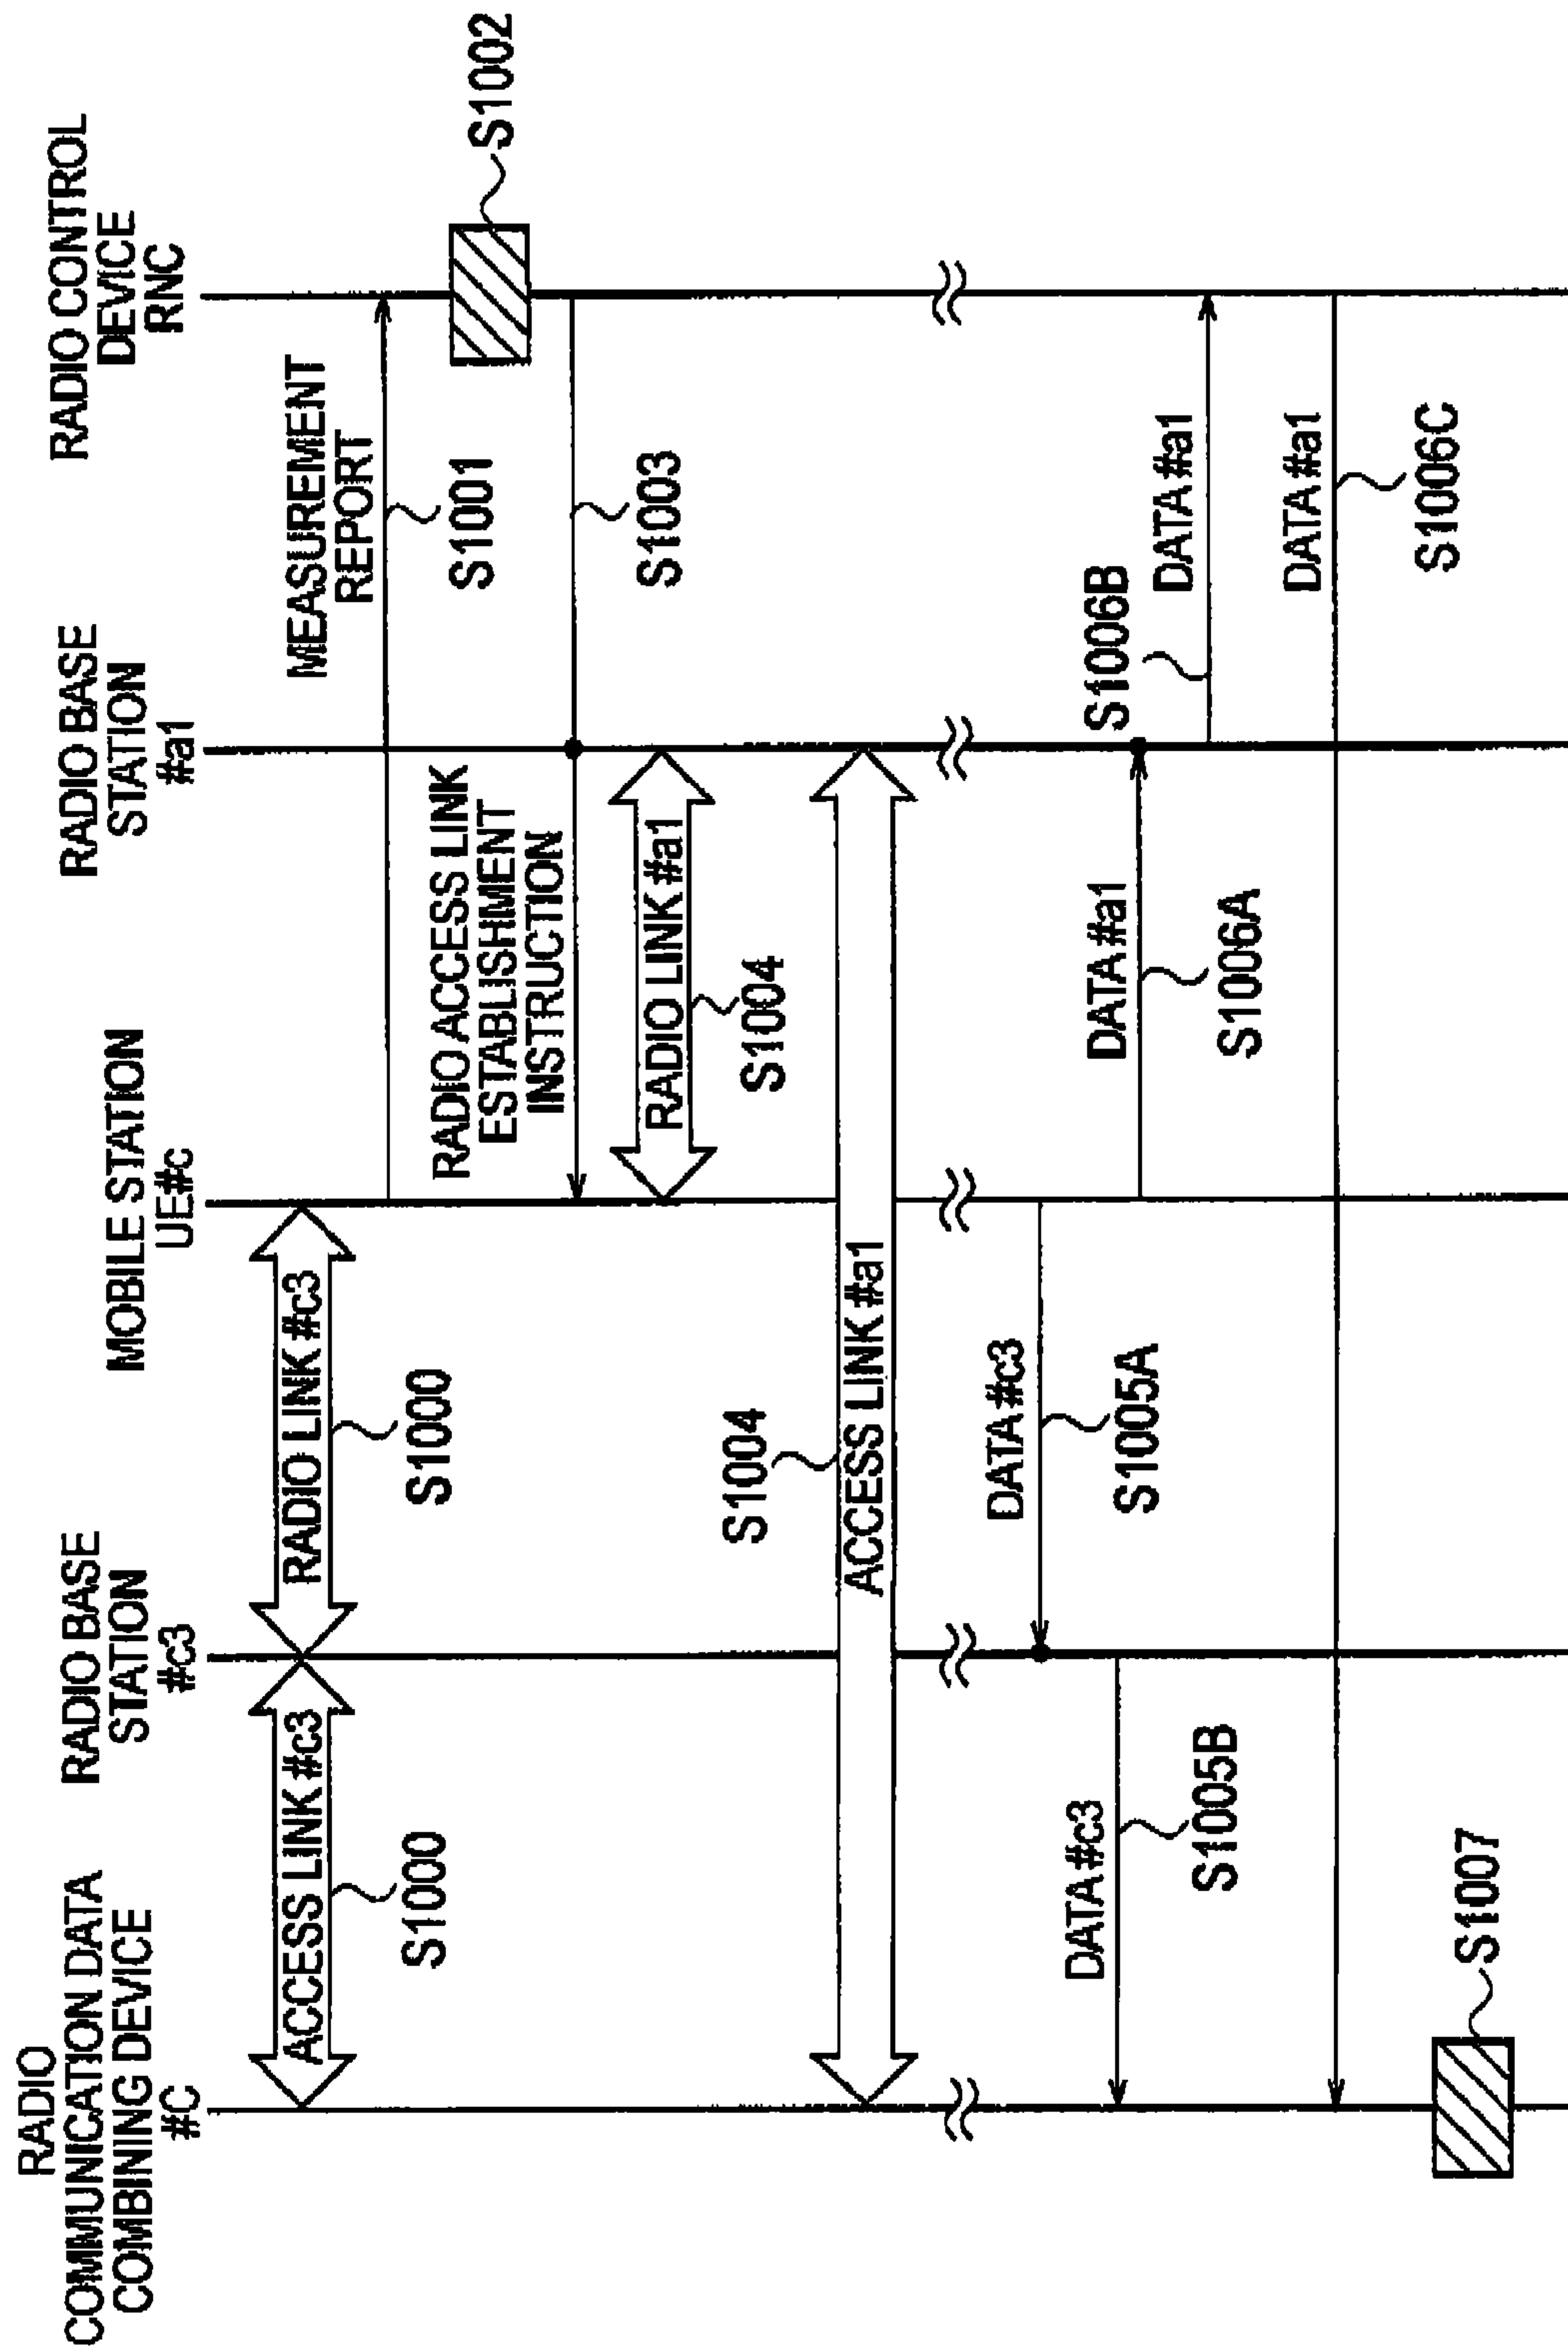 RADIO
COMMUNICATION DATA
COMBINING DEVICE
#C
RADIO BASE
STATION
#c3
MOBILE STATION
UE#c
RADIO BASE
STATION
#a1
RADIO CONTROL
DEVICE
RNC
ACCESS LINK #c3
S1000
RADIO LINK #c3
S1000
MEASUREMENT
REPORT
S1001
S1002
RADIO ACCESS LINK
ESTABLISHMENT
INSTRUCTION
S1003
RADIO LINK #a1
S1004
S1004
ACCESS LINK #a1
DATA #c3
S1005A
DATA #c3
S1005B
DATA #a1
S1006A
S1006B
DATA #a1
DATA #a1
S1006C
S1007